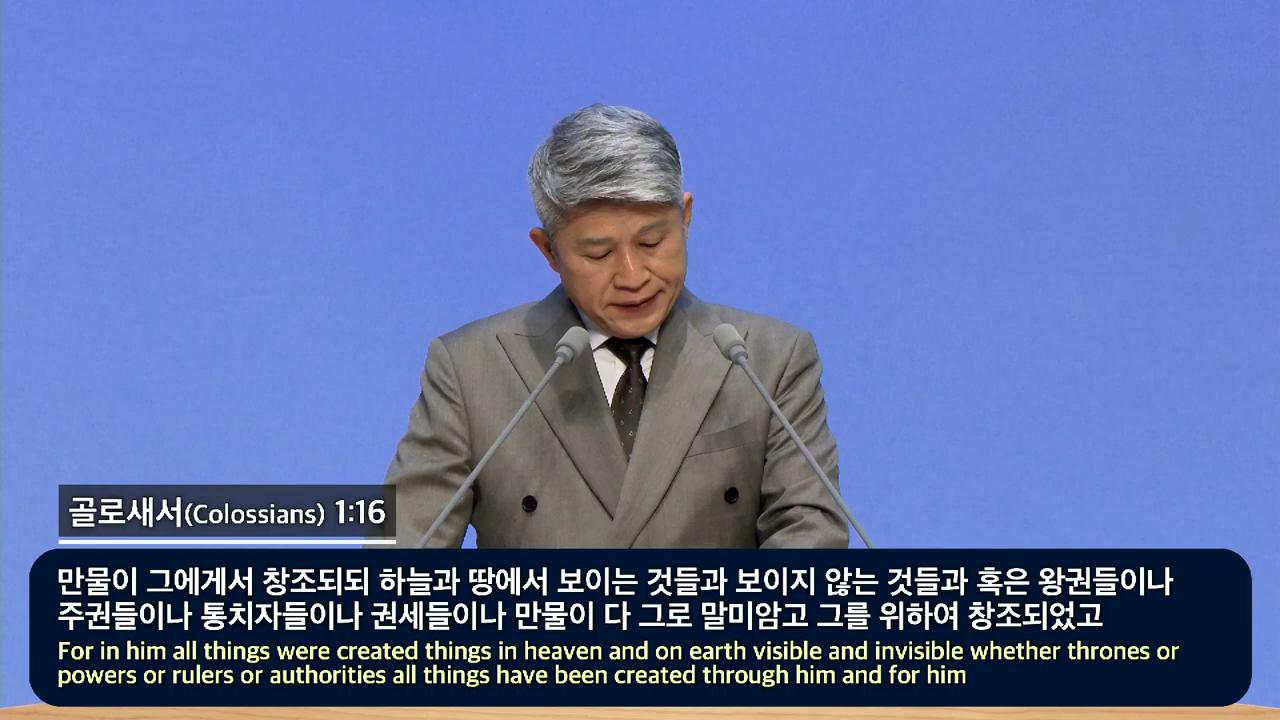 골로새서(Colossians) 1:16
만물이 그에게서 창조되되 하늘과 땅에서 보이는 것들과 보이지 않는 것들과 혹은 왕권들이나
주권들이나 통치자들이나 권세들이나 만물이 다 그로 말미암고 그를 위하여 창조되었고
For in him all things were created things in heaven and on earth visible and invisible whether thrones or
powers or rulers or authorities all things have been created through him and for him